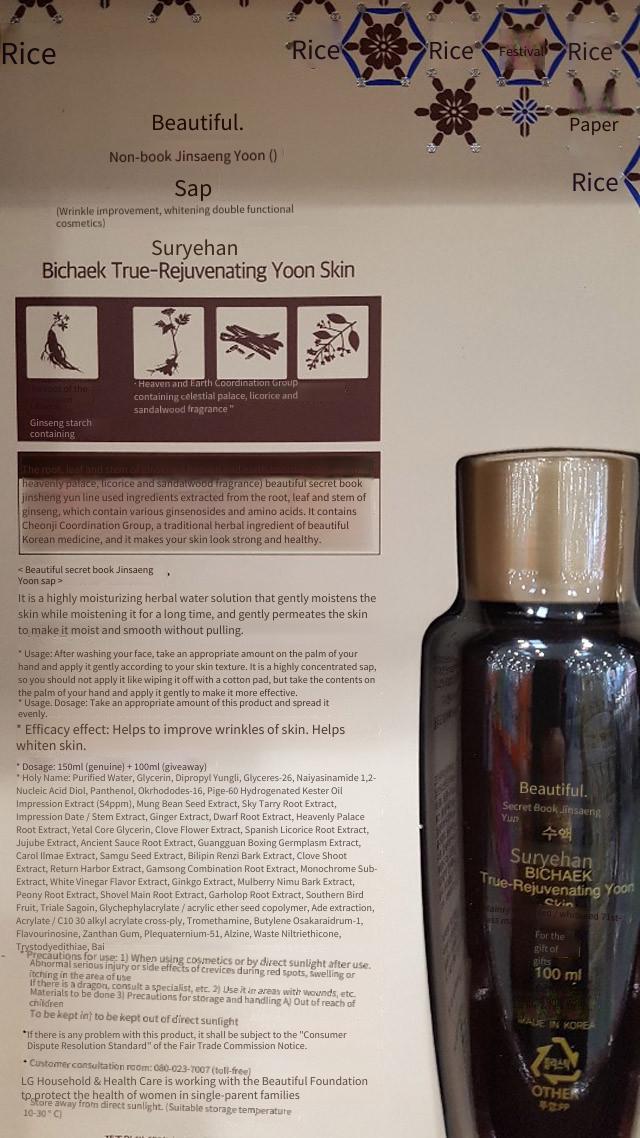 Rice
Rice
Rice
Festival
Rice
Paper
Rice
Beautiful.
Non-book Jinsaeng Yoon ()
Sap
(Wrinkle improvement, whitening double functional
cosmetics)
Suryehan
Bichaek True-Rejuvenating Yoon Skin
The root of the
· Heaven and Earth Coordination Group
containing celestial palace, licorice and
sandalwood fragrance "
Ginseng starch
containing
The root, leaf and stem of
heavenly palace, licorice and sandalwood fragrance) beautiful secret book
jinsheng yun line used ingredients extracted from the root, leaf and stem of
ginseng, which contain various ginsenosides and amino acids. It contains
Cheonji Coordination Group, a traditional herbal ingredient of beautiful
Korean medicine, and it makes your skin look strong and healthy.
< Beautiful secret book Jinsaeng
Yoon sap >
It is a highly moisturizing herbal water solution that gently moistens the
skin while moistening it for a long time, and gently permeates the skin
to make it moist and smooth without pulling.
* Usage: After washing your face, take an appropriate amount on the palm of your
hand and apply it gently according to your skin texture. It is a highly concentrated sap,
so you should not apply it like wiping it off with a cotton pad, but take the contents on
the palm of your hand and apply it gently to make it more effective.
* Usage. Dosage: Take an appropriate amount of this product and spread it
evenly.
* Efficacy effect: Helps to improve wrinkles of skin. Helps
whiten skin.
* Dosage: 150ml (genuine) + 100ml (giveaway)
* Holy Name: Purified Water, Glycerin, Dipropyl Yungli, Glyceres-26, Naiyasinamide 1,2-
Nucleic Acid Diol, Panthenol, Okrhododes-16, Pige-60 Hydrogenated Kester Oil
Impression Extract (54ppm), Mung Bean Seed Extract, Sky Tarry Root Extract,
Impression Date / Stem Extract, Ginger Extract, Dwarf Root Extract, Heavenly Palace
Root Extract, Yetal Core Glycerin, Clove Flower Extract, Spanish Licorice Root Extract,
Jujube Extract, Ancient Sauce Root Extract, Guangguang Boxing Germplasm Extract,
Carol Ilmae Extract, Samgu Seed Extract, Bilipin Renzi Bark Extract, Clove Shoot
Extract, Return Harbor Extract, Gamsong Combination Root Extract, Monochrome Sub-
Extract, White Vinegar Flavor Extract, Ginkgo Extract, Mulberry Nimu Bark Extract,
Peony Root Extract, Shovel Main Root Extract, Garholop Root Extract, Southern Bird
Fruit, Triale Sagoin, Glychephylacrylate / acrylic ether seed copolymer, Ade extraction,
Acrylate / C10 30 alkyl acrylate cross-ply, Tromethamine, Butylene Osakaraidrum-1,
Flavourinosine, Zanthan Gum, Plequaternum-51, Alzine, Waste Niltriethicone,
Trystodyedithiae, Bai
* Precautions for use: 1) When using cosmetics or by direct sunlight after use.
Abnormal serious injury or side effects of crevices during red spots, swelling or
itching in the area of use
If there is a dragon, consult a specialist, etc. 2) Use it in areas with wounds, etc.
Materials to be done 3) Precautions for storage and handling A) Out of reach of
children
To be kept in) to be kept out of direct sunlight
*If there is any problem with this product, it shall be subject to the "Consumer
Dispute Resolution Standard" of the Fair Trade Commission Notice.
* Customer consultation room: 080-023-7007 (toll-free)
LG Household & Health Care is working with the Beautiful Foundation
to protect the health of women in single-parent families
Store away from direct sunlight. (Suitable storage temperature
10-30 ° C)
Beautiful.
Secret Book Jinsaeng
Yun
수액
Suryehan
BICHAEK
True-Rejuvenating Yoon
Skin
For the
gift of
100 ml
MADE IN KOREA
플라스틱
OTHER